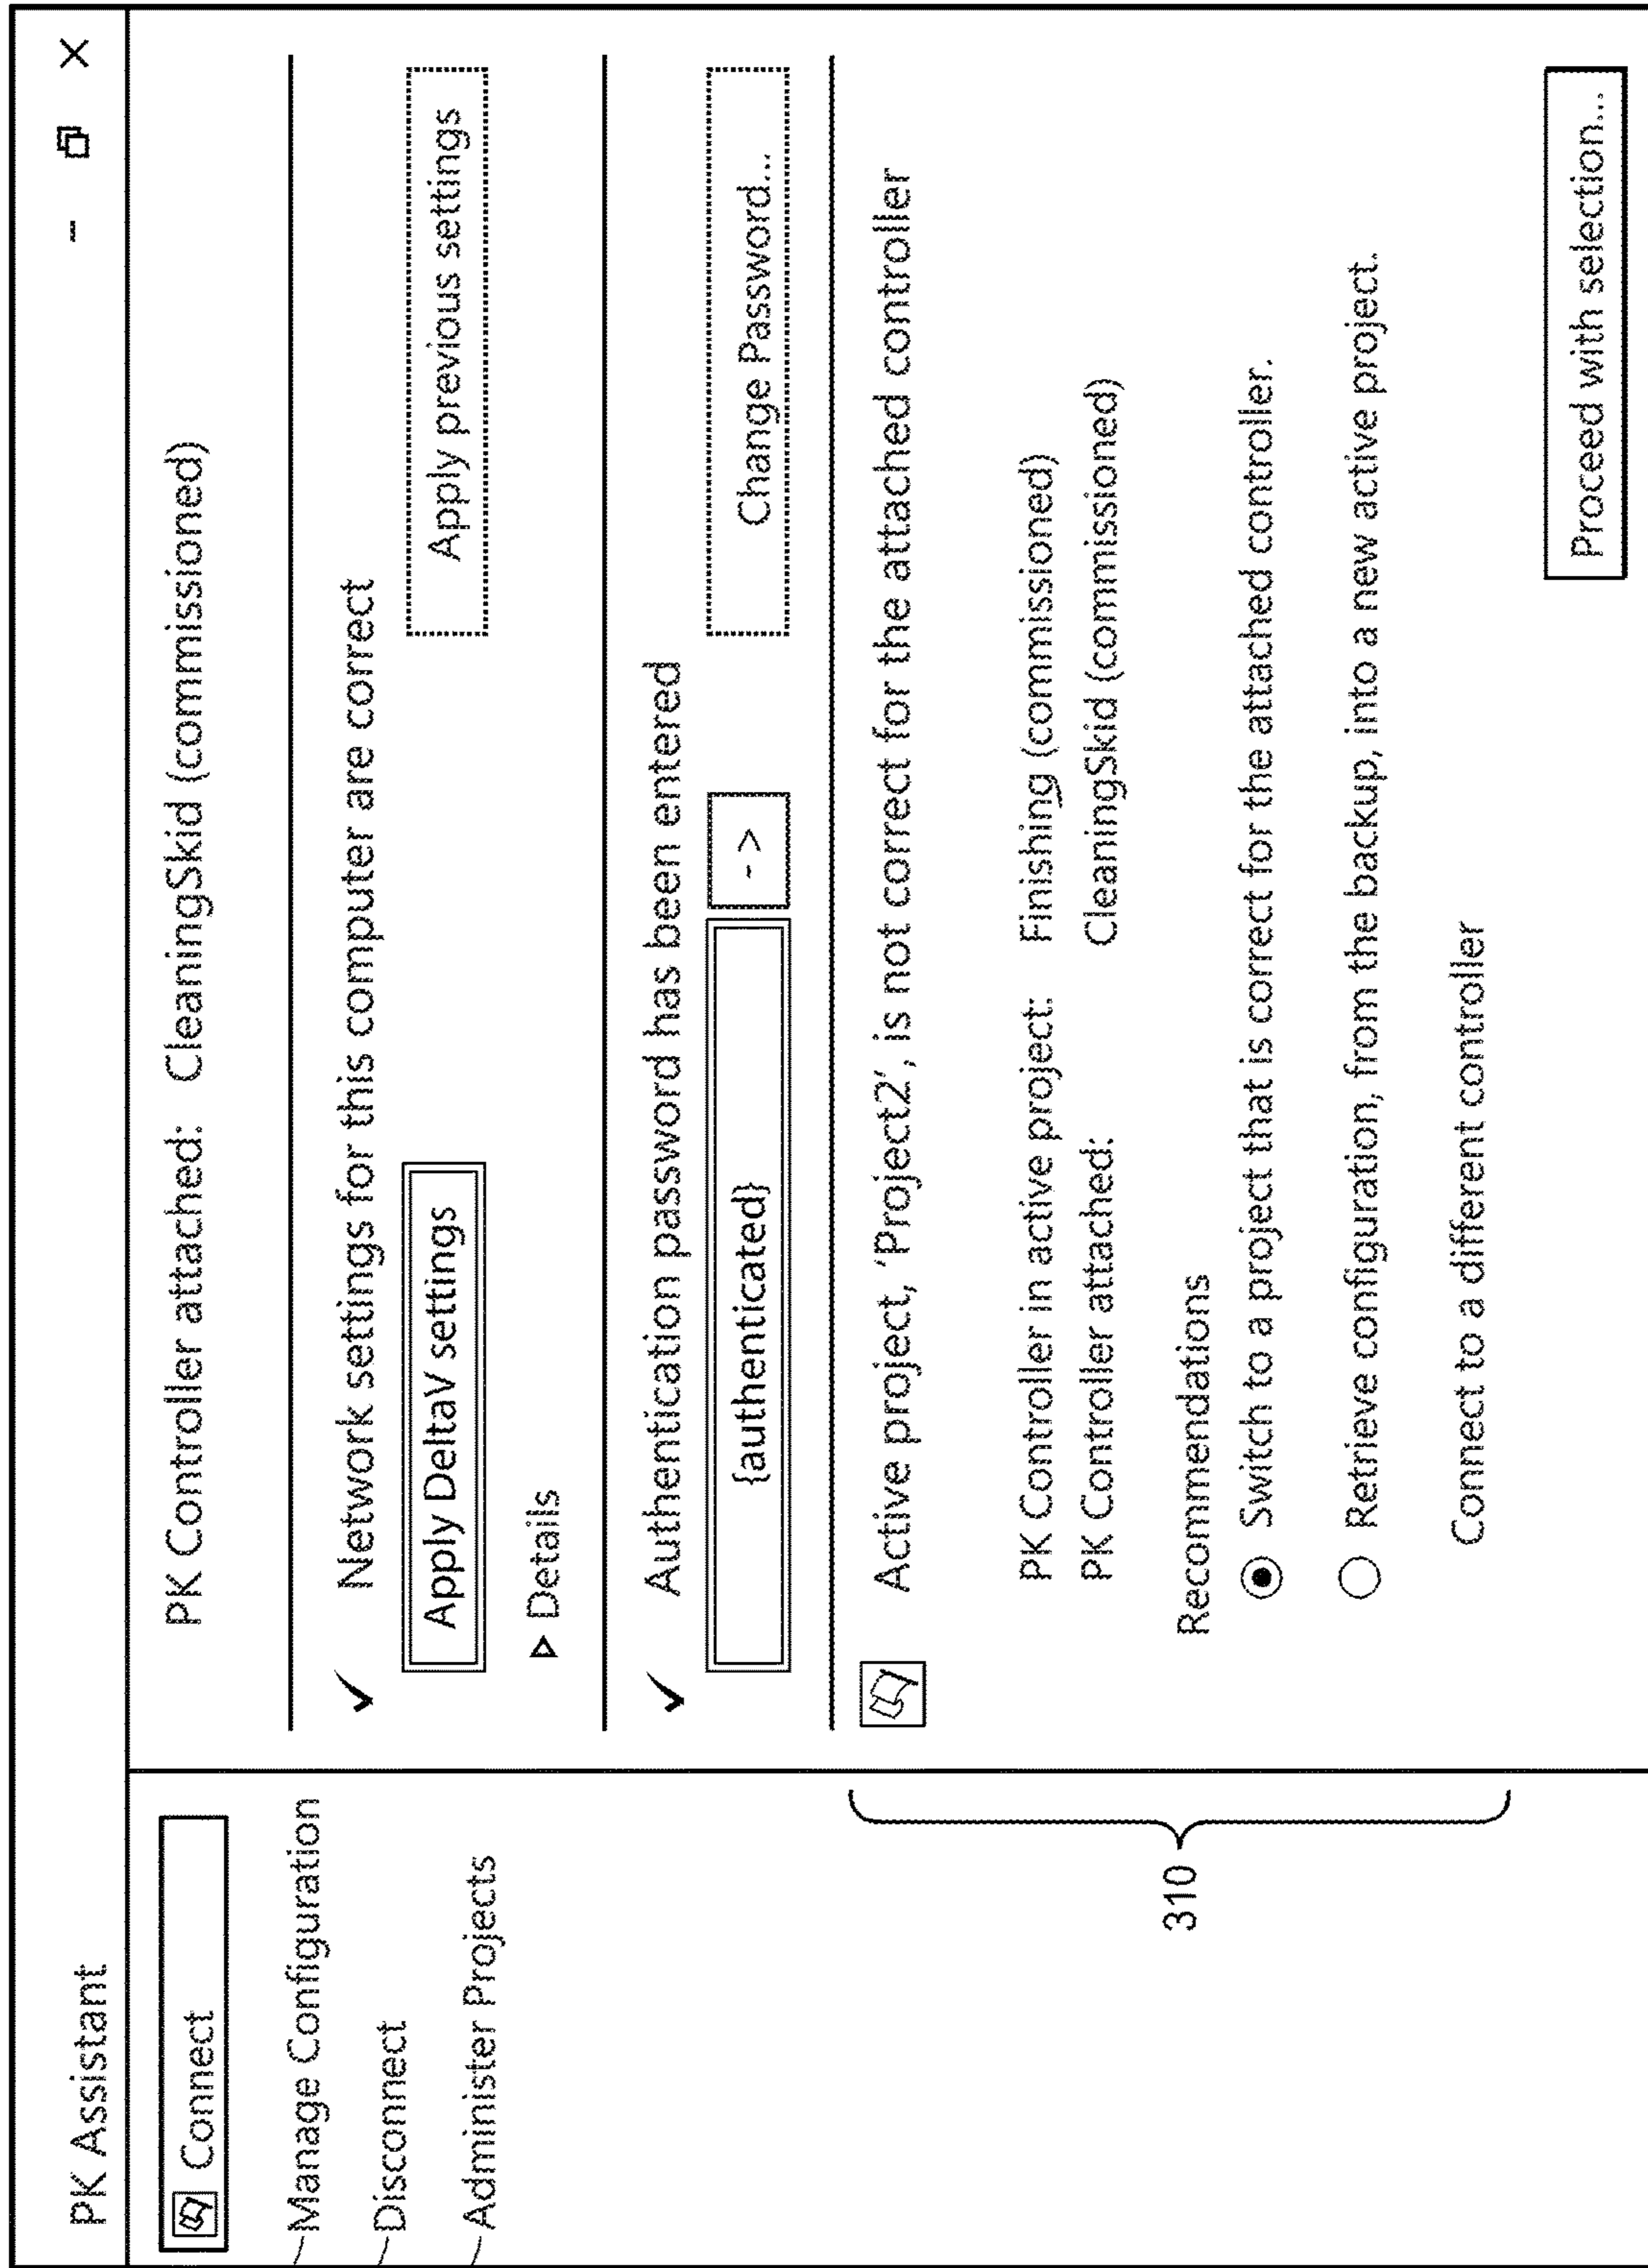 PK Assistant
Connect
Manage Configuration
Disconnect
Administer Projects
310
PK Controller attached: CleaningSkid (commissioned)
Network settings for this computer are correct
Apply DeltaV settings
Apply previous settings
Details
Authentication password has been entered
{authenticated}
- >
Change Password...
Active project, 'Project2', is not correct for the attached controller
PK Controller in active project: Finishing (commissioned)
PK Controller attached: CleaningSkid (commissioned)
Recommendations
Switch to a project that is correct for the attached controller.
Retrieve configuration, from the backup, into a new active project.
Connect to a different controller
Proceed with selection...